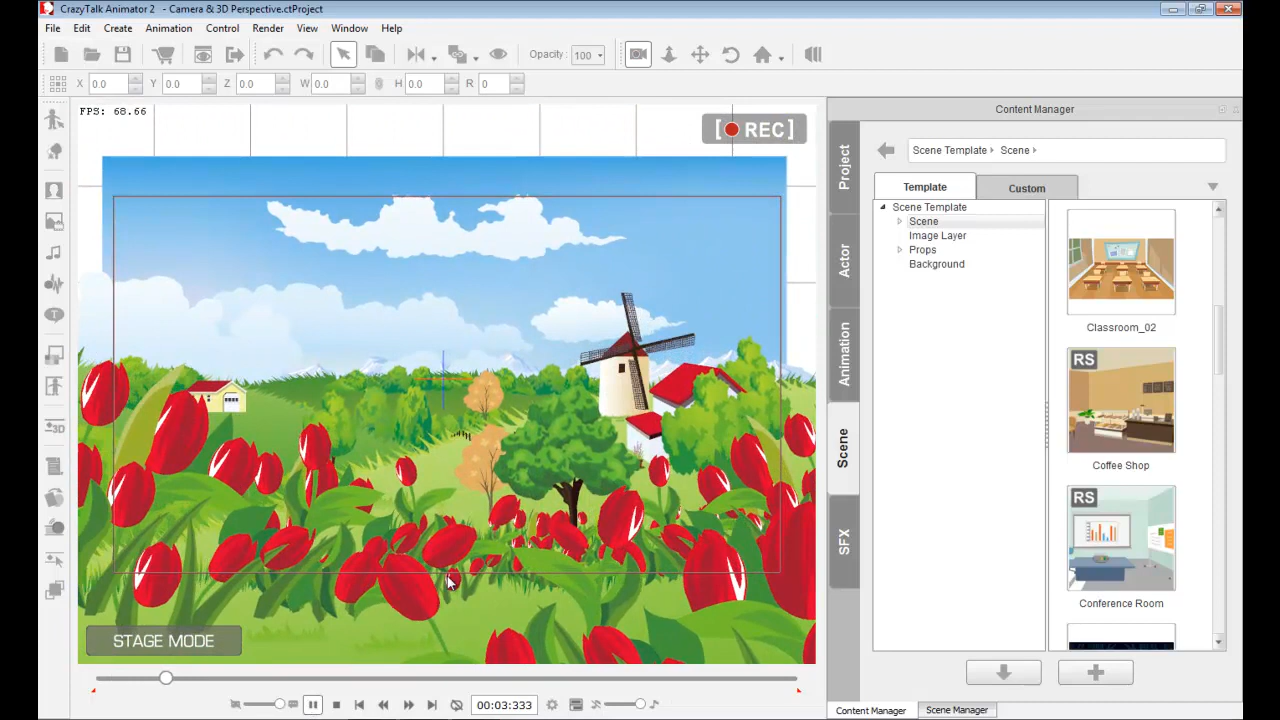 CrazyTalk Animator 2  - Camera & 3D Perspective.ctProject
File Edit Create Animation Control Render View Window Help
Opacity: 100
X 0.0 Y 0.0 Z 0.0 W 0.0 H 0.0 R 0
FPS: 68.66
[ REC ]
Content Manager
Scene Template Scene
Template Custom
Scene Template
Scene
Image Layer
Props
Background
Project
Actor
Animation
Scene
SFX
Classroom_02
RS
Coffee Shop
RS
Conference Room
STAGE MODE
T
3D
00:03:333
Content Manager Scene Manager